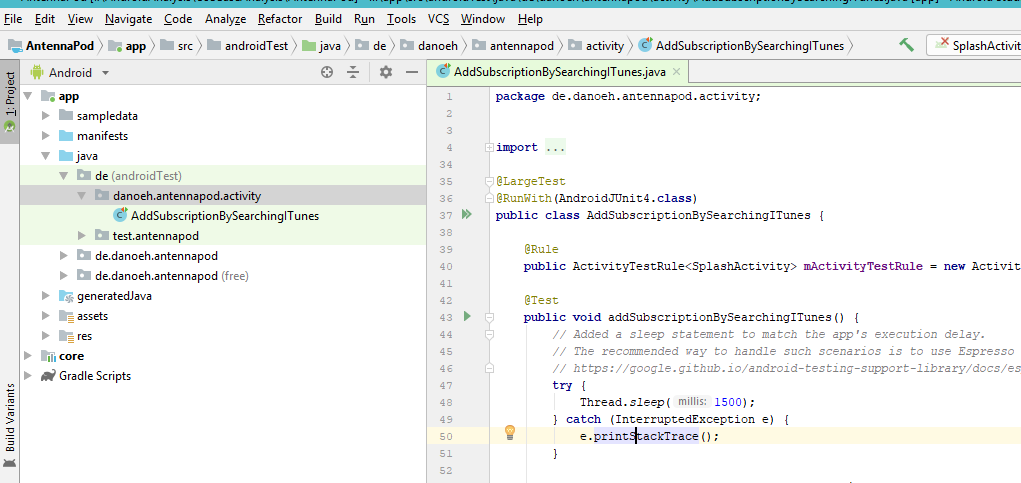 File Edit View Navigate Code Analyze Refactor Build Run Tools VCS Window Help
AntennaPod app src androidTest java de danoeh antennapod activity AddSubscriptionBySearchingITunes SplashActivit
1: Project
Android
AddSubscriptionBySearchingITunes.java
app
sampledata
manifests
java
de (androidTest)
danoeh.antennapod.activity
AddSubscriptionBySearchingITunes
test.antennapod
de.danoeh.antennapod
de.danoeh.antennapod (free)
generatedJava
assets
res
core
Gradle Scripts
Build Variants
1 package de.danoeh.antennapod.activity;
2
3
4 import ...
34
35 @LargeTest
36 @RunWith(AndroidJUnit4.class)
37 public class AddSubscriptionBySearchingITunes {
38
39 @Rule
40 public ActivityTestRule<SplashActivity> mActivityTestRule = new Activit
41
42 @Test
43 public void addSubscriptionBySearchingITunes() {
44 // Added a sleep statement to match the app's execution delay.
45 // The recommended way to handle such scenarios is to use Espresso
46 // https://google.github.io/android-testing-support-library/docs/es
47 try {
48 Thread.sleep( millis: 1500);
49 } catch (InterruptedException e) {
50 e.printStackTrace();
51 }
52